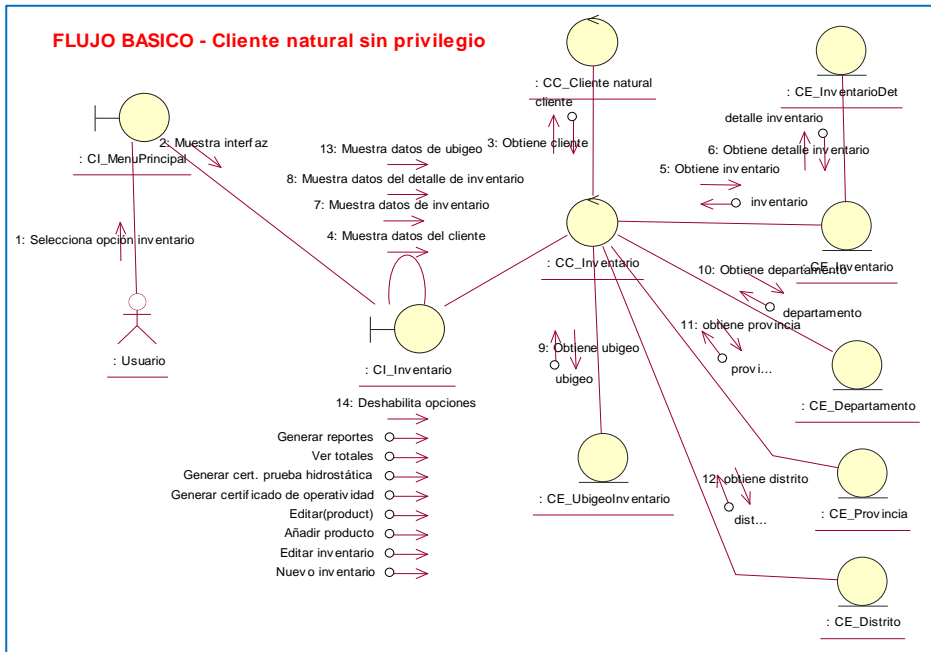 FLUJO BASICO - Cliente natural sin privilegio
: CC_Cliente natural
cliente
3: Obtiene cliente
: CE_InventarioDet
detalle inventario
6: Obtiene detalle inventario
5: Obtiene inventario
inventario
2: Muestra interfaz
: CI_MenuPrincipal
13: Muestra datos de ubigeo
8: Muestra datos del detalle de inventario
7: Muestra datos de inventario
4: Muestra datos del cliente
1: Selecciona opción inventario
: CC_Inventario
: CE_Inventario
10: Obtiene departamento
departamento
11: obtiene provincia
provi...
9: Obtiene ubigeo
ubigeo
: Usuario
: CI_Inventario
: CE_Departamento
14: Deshabilita opciones
Generar reportes
Ver totales
Generar cert. prueba hidrostática
Generar certificado de operatividad
Editar(product)
Añadir producto
Editar inventario
Nuevo inventario
: CE_UbigeoInventario
12: obtiene distrito
dist...
: CE_Provincia
: CE_Distrito